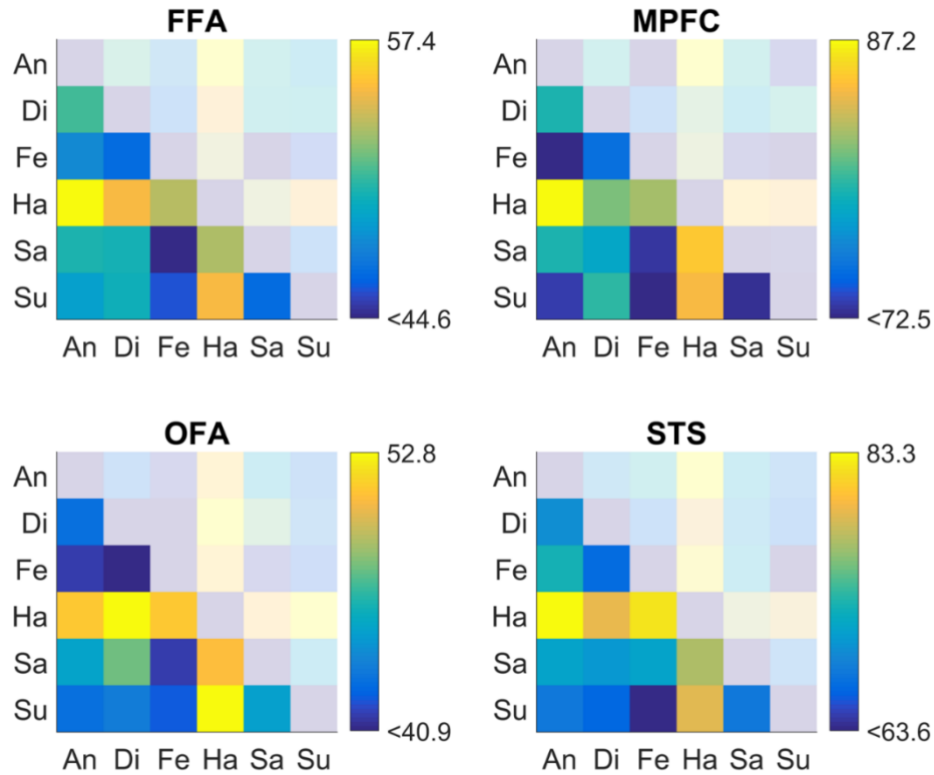 FFA
57.4
An
Di
Fe
Ha
Sa
Su
<44.6
An Di Fe Ha Sa Su
MPFC
87.2
An
Di
Fe
Ha
Sa
Su
<72.5
An Di Fe Ha Sa Su
OFA
52.8
An
Di
Fe
Ha
Sa
Su
<40.9
An Di Fe Ha Sa Su
STS
83.3
An
Di
Fe
Ha
Sa
Su
<63.6
An Di Fe Ha Sa Su